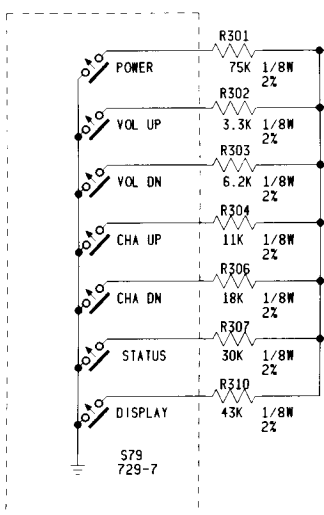 R301
POWER
75K 1/8W
2%
R302
VOL UP
3.3K 1/8W
2%
R303
VOL DN
6.2K 1/8W
2%
R304
CHA UP
11K 1/8W
2%
R306
CHA DN
18K 1/8W
2%
R307
STATUS
30K 1/8W
2%
R310
DISPLAY
43K 1/8W
2%
S79
729-7